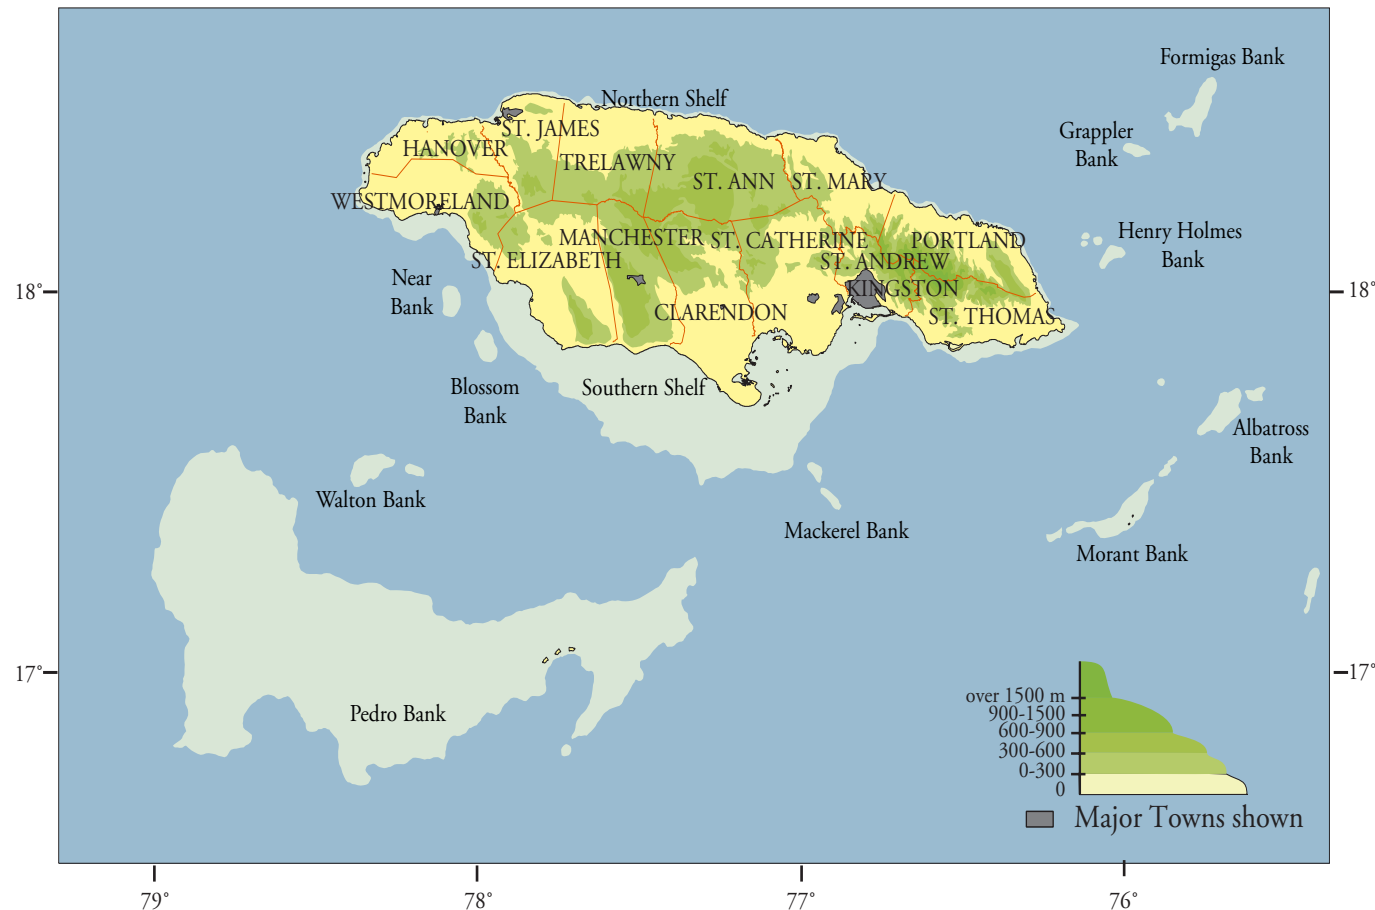 Formigas Bank
Northern Shelf
ST. JAMES
Grappler
Bank
HANOVER
TRELAWNY
ST. ANN
ST. MARY
WESTMORELAND
MANCHESTER
ST. CATHERINE
PORTLAND
Henry Holmes
Bank
ST. ELIZABETH
ST. ANDREW
Near
Bank
KINGSTON
18°
18°
CLARENDON
ST. THOMAS
Blossom
Bank
Southern Shelf
Albatross
Bank
Walton Bank
Mackerel Bank
Morant Bank
17°
17°
Pedro Bank
over 1500 m
900-1500
600-900
300-600
0-300
0
Major Towns shown
79°
78°
77°
76°